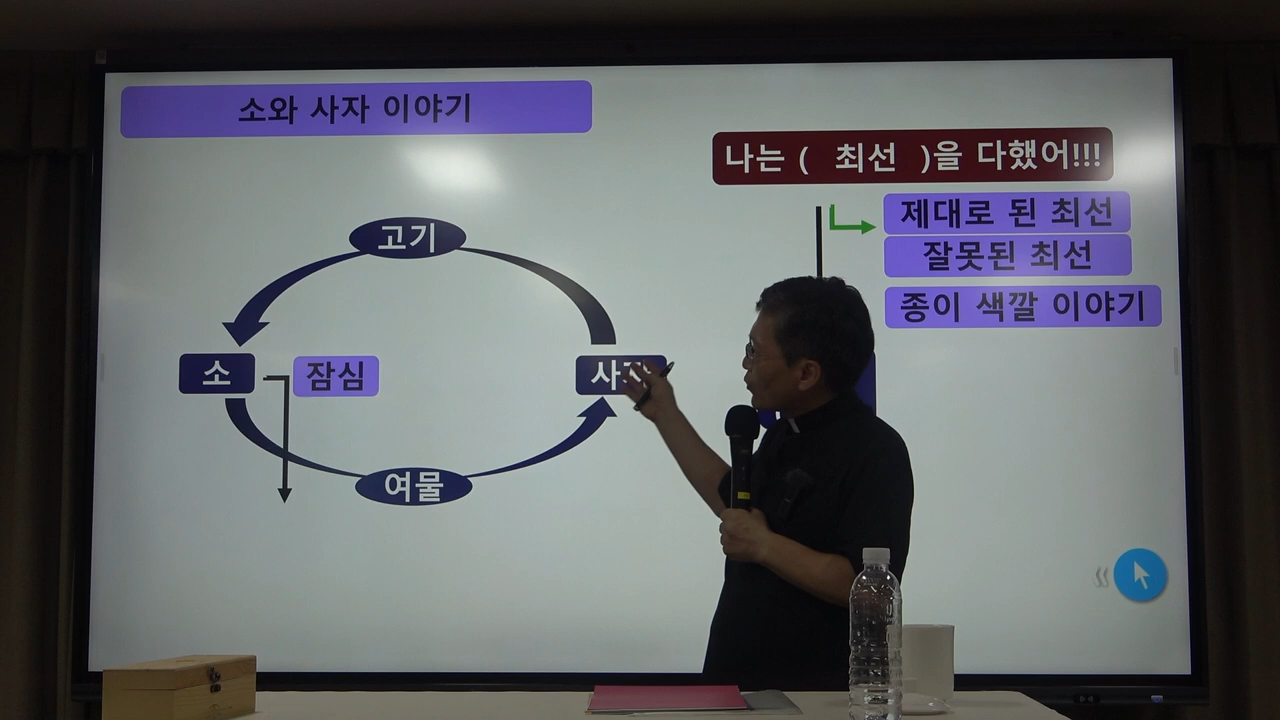 소와 사자 이야기
나는 ( 최선 )을 다했어!!!
제대로 된 최선
잘못된 최선
종이 색깔 이야기
고기
소
잠심
사자
여물